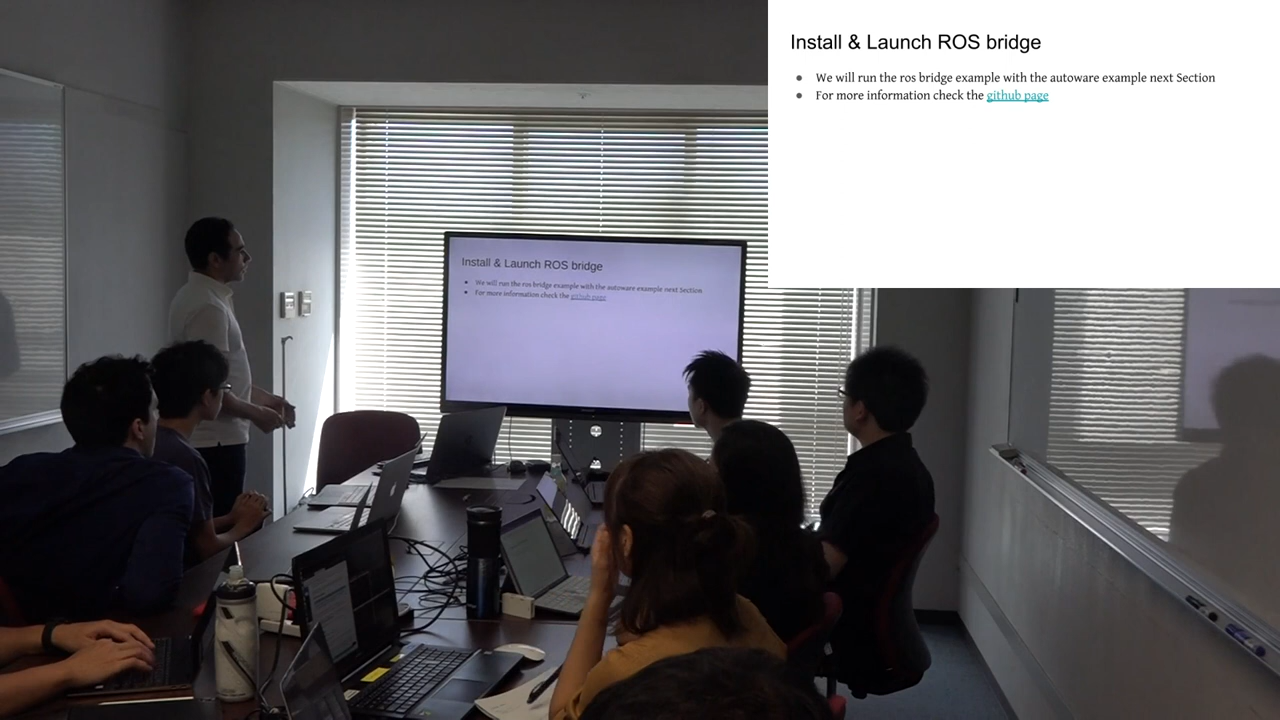 Install & Launch ROS bridge
● We will run the ros bridge example with the autoware example next Section
● For more information check the github page
Install & Launch ROS bridge
● We will run the ros bridge example with the autoware example next Section
● For more information check the github page